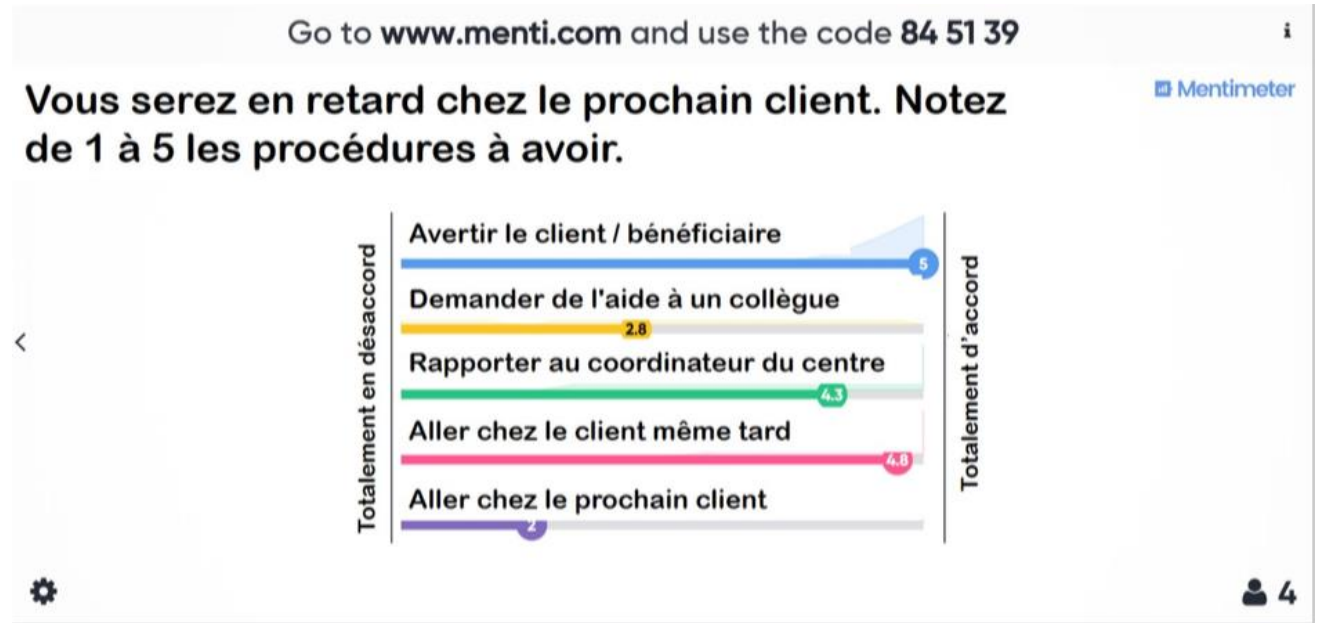 Go to www.menti.com and use the code 84 51 39
i
Mentimeter
Vous serez en retard chez le prochain client. Notez
de 1 à 5 les procédures à avoir.
Totalement en désaccord
Avertir le client / bénéficiaire
5
Demander de l'aide à un collègue
2.8
Rapporter au coordinateur du centre
4.3
Aller chez le client même tard
4.8
Aller chez le prochain client
2
Totalement d'accord
4